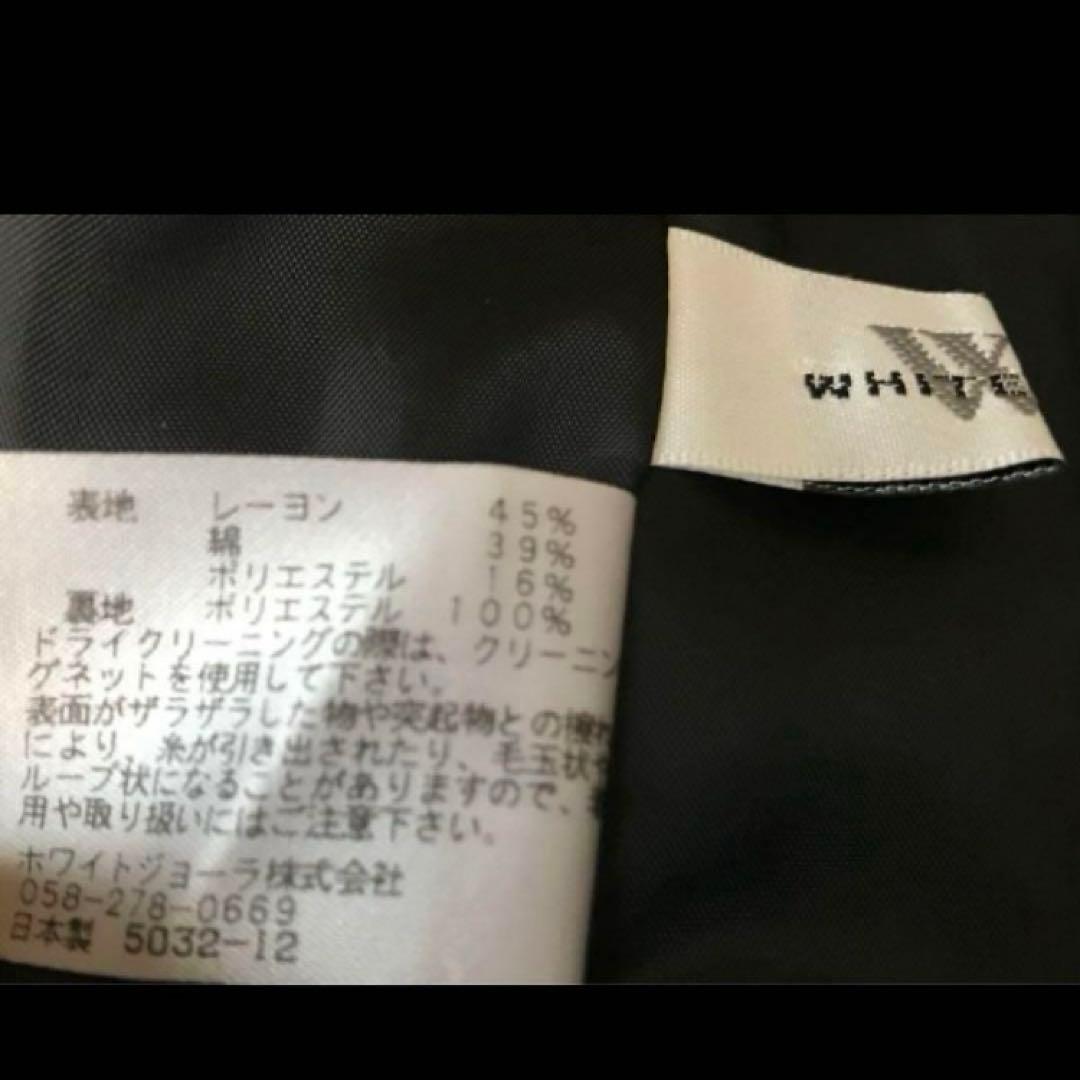 表地 レーヨン 45%
綿 39%
ポリエステル 16%
裏地 ポリエステル 100%
ドライクリーニングの際は、クリーニン
グネットを使用して下さい。
表面がザラザラした物や突起物との擦れ
により、糸が引き出されたり、毛玉状や
ループ状になることがありますので、着
用や取り扱いにはご注意下さい。
ホワイトジョーラ株式会社
058-278-0669
日本製 5032-12
W
WHITE